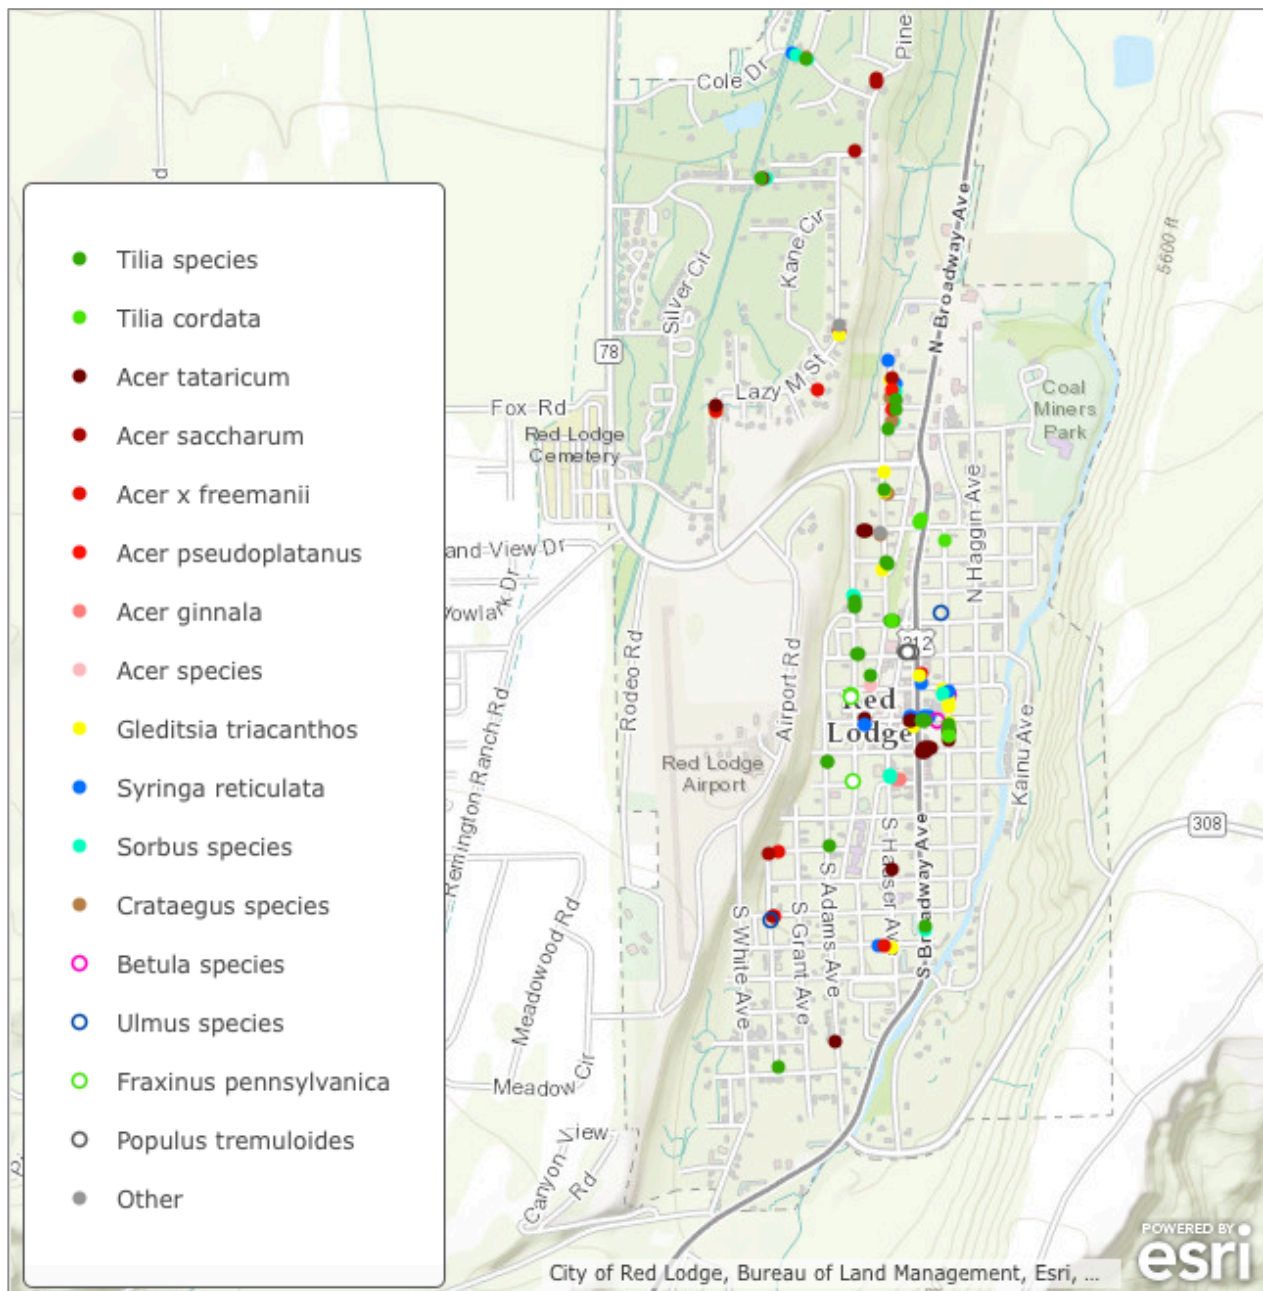 Pine
Cole Dr
d
Tilia species
Tilia cordata
Acer tataricum
Acer saccharum
Acer x freemanii
Acer pseudoplatanus
Acer ginnala
Acer species
Gleditsia triacanthos
Syringa reticulata
Sorbus species
Crataegus species
Betula species
Ulmus species
Fraxinus pennsylvanica
Populus tremuloides
Other
Kane Cir
Silver Cir
N Broadway Ave
5600 ft
78
Lazy M St
Coal
Miners
Park
Fox Rd
Red Lodge
Cemetery
N Haggin Ave
and View Dr
Rodeo Rd
Airport Rd
Remington Ranch Rd
Red
Lodge
Red Lodge
Airport
Kainu Ave
308
S Hauser Av
S Broadway Ave
S Adams Ave
S Grant Ave
S White Ave
Meadowood Rd
Meadow Cir
Canyon View
Rd
POWERED BY
esri
City of Red Lodge, Bureau of Land Management, Esri, ...